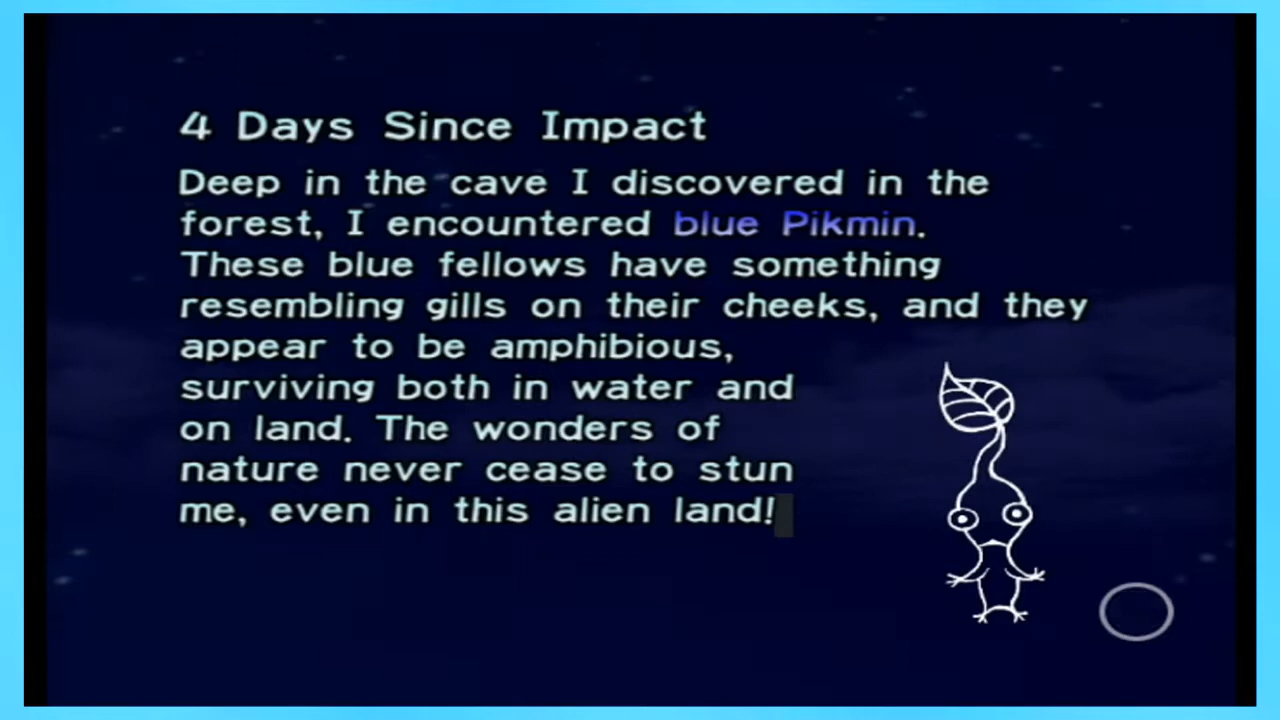 4 Days Since Impact
Deep in the cave I discovered in the
forest, I encountered blue Pikmin.
These blue fellows have something
resembling gills on their cheeks, and they
appear to be amphibious,
surviving both in water and
on land. The wonders of
nature never cease to stun
me, even in this alien land!